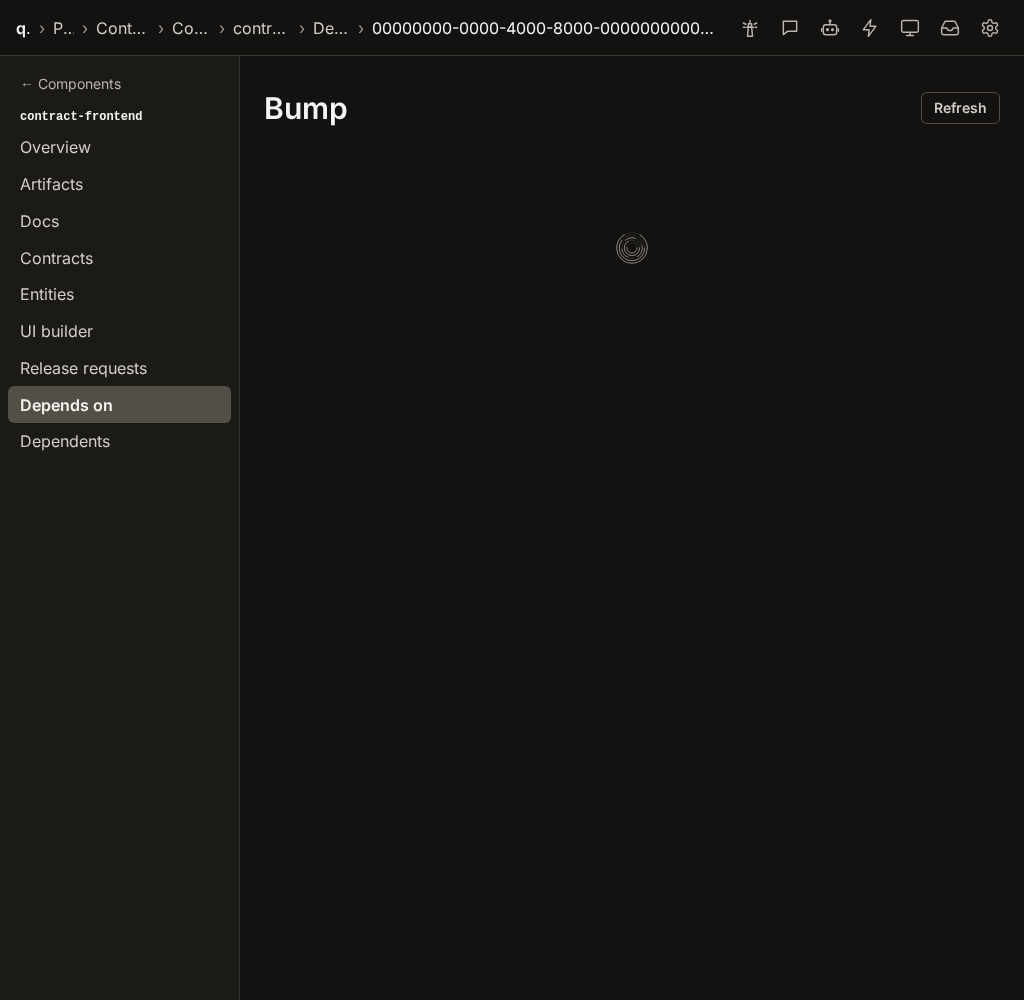 q. › P... › Cont... › Co... › contr... › De... › 00000000-0000-4000-8000-0000000000...
← Components
contract-frontend
Overview
Artifacts
Docs
Contracts
Entities
UI builder
Release requests
Depends on
Dependents
Bump
Refresh